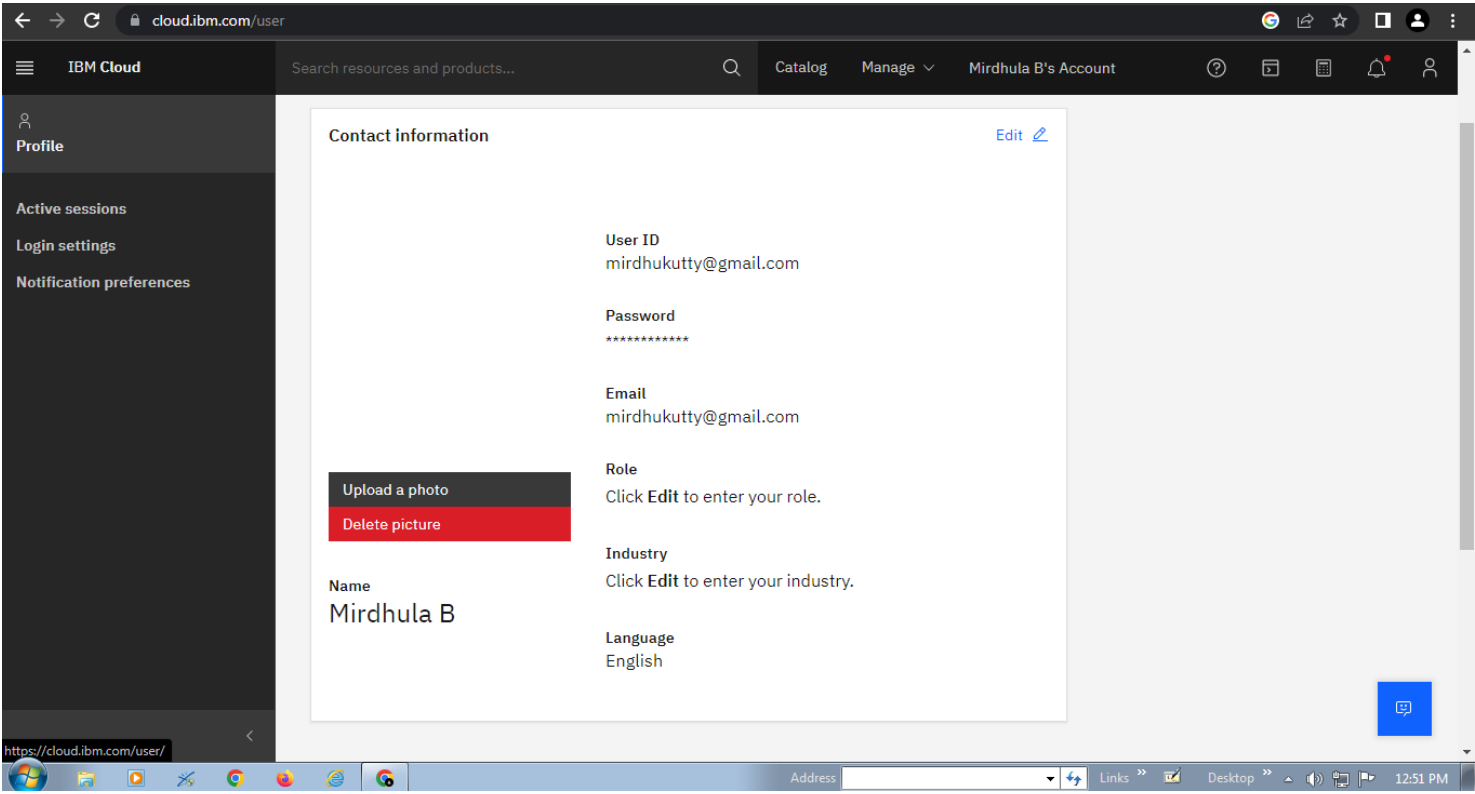 cloud.ibm.com/user
IBM Cloud
Search resources and products...
Catalog
Manage
Mirdhula B's Account
Profile
Active sessions
Login settings
Notification preferences
Contact information
Edit
User ID
mirdhukutty@gmail.com
Password
************
Email
mirdhukutty@gmail.com
Upload a photo
Delete picture
Name
Mirdhula B
Role
Click Edit to enter your role.
Industry
Click Edit to enter your industry.
Language
English
https://cloud.ibm.com/user/
Address
Links »
Desktop »
12:51 PM